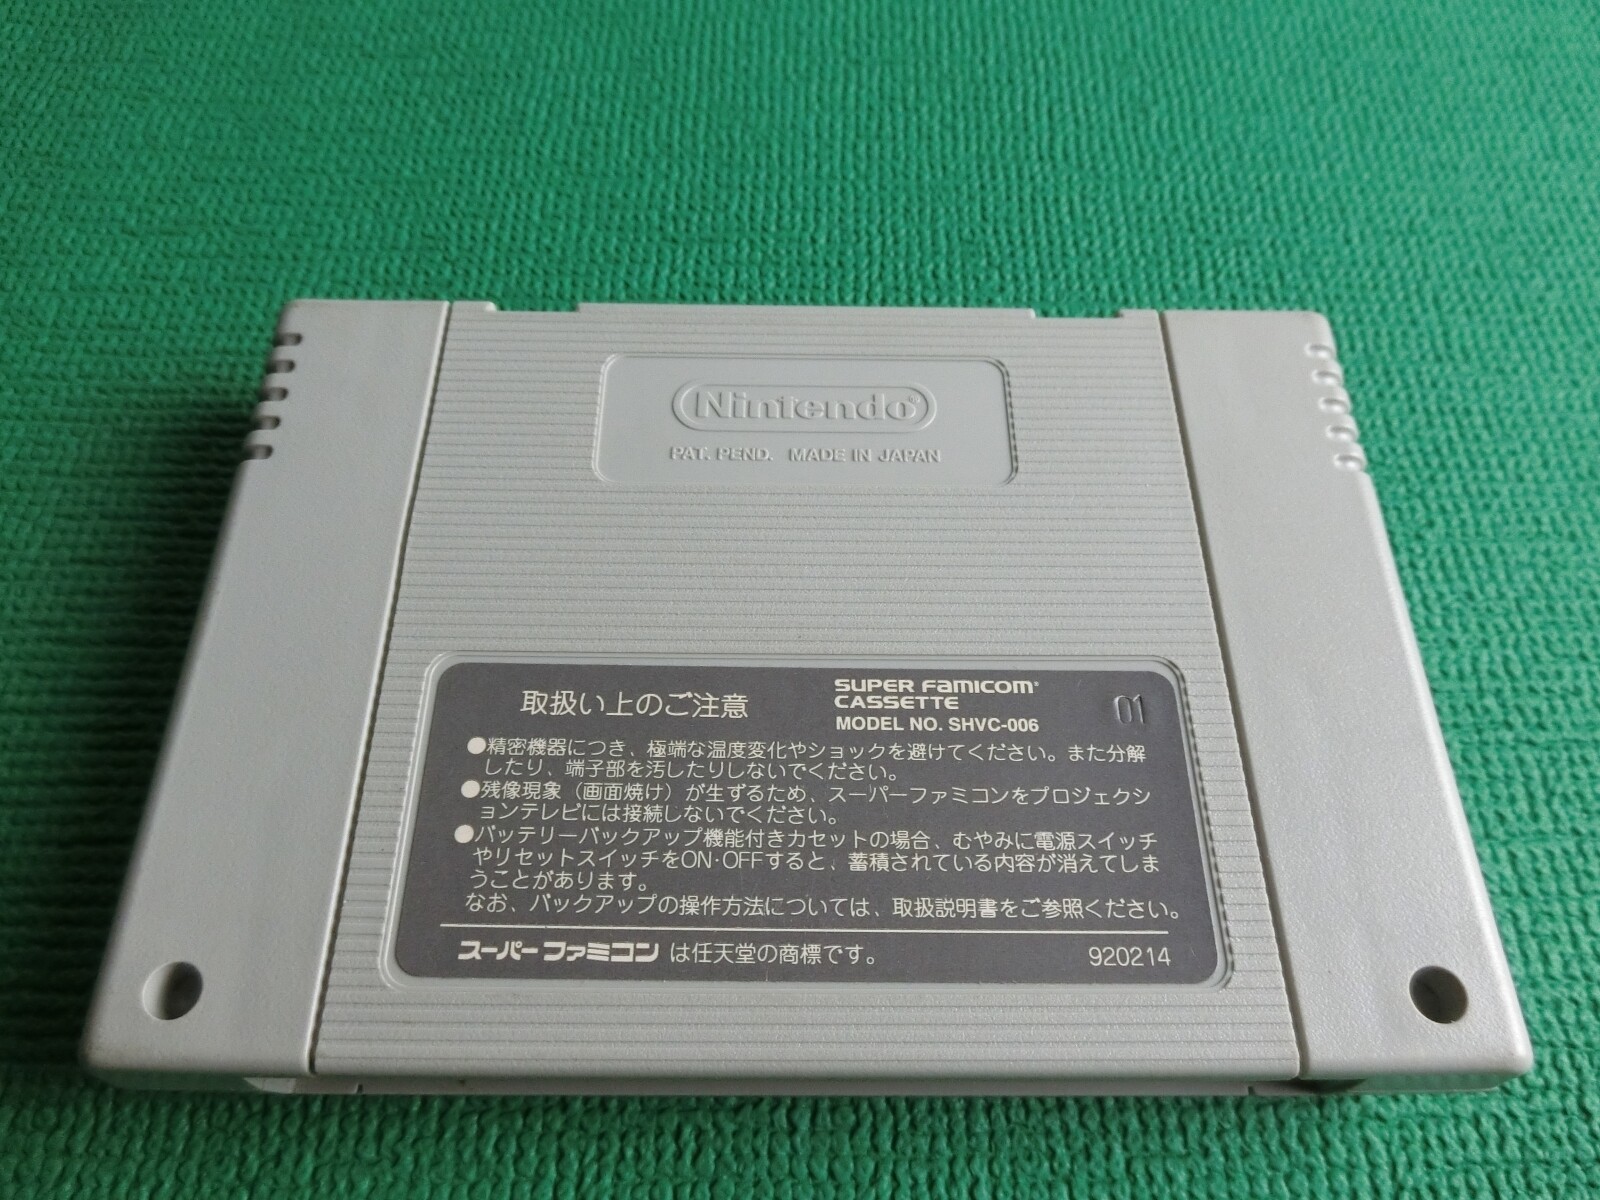 Nintendo®
PAT. PEND. MADE IN JAPAN
取扱い上のご注意
SUPER FAMICOM®
CASSETTE
MODEL NO. SHVC-006
01
●精密機器につき、極端な温度変化やショックを避けてください。また分解
したり、端子部を汚したりしないでください。
●残像現象（画面焼け）が生ずるため、スーパーファミコンをプロジェクシ
ョンテレビには接続しないでください。
●バッテリーバックアップ機能付きカセットの場合、むやみに電源スイッチ
やリセットスイッチをON・OFFすると、蓄積されている内容が消えてしま
うことがあります。
なお、バックアップの操作方法については、取扱説明書をご参照ください。
スーパーファミコン は任天堂の商標です。
920214